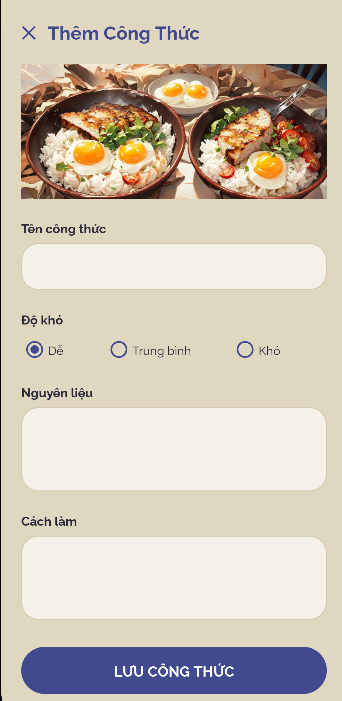 Thêm Công Thức
Tên công thức
Độ khó
Dễ
Trung bình
Khó
Nguyên liệu
Cách làm
LƯU CÔNG THỨC